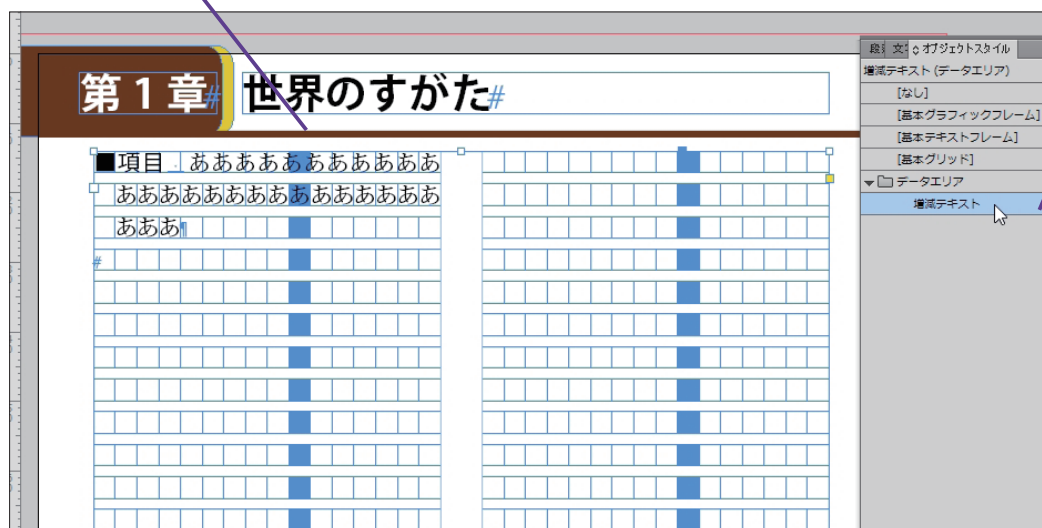 第1章#
世界のすがた#
■項目 あああああああああああ
あああああああああああああああ
あああ
#
文
オブジェクトスタイル
増減テキスト(データエリア)
[なし]
[基本グラフィックフレーム]
[基本テキストフレーム]
[基本グリッド]
データエリア
増減テキスト